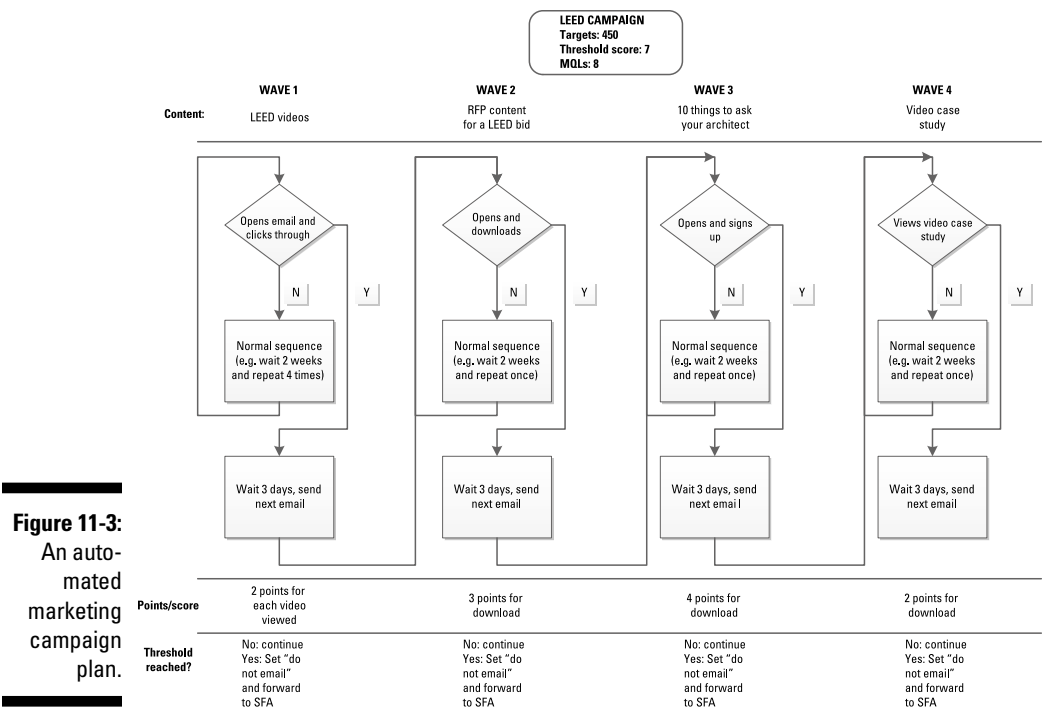 LEED CAMPAIGN
Targets: 450
Threshold score: 7
MQLs: 8
WAVE 1
WAVE 2
WAVE 3
WAVE 4
Content:
LEED videos
RFP content
for a LEED bid
10 things to ask
your architect
Video case
study
Opens email and
clicks through
N
Y
Normal sequence
(e.g. wait 2 weeks
and repeat 4 times)
Wait 3 days, send
next email
Opens and
downloads
N
Y
Normal sequence
(e.g. wait 2 weeks
and repeat once)
Wait 3 days, send
next email
Opens and signs
up
N
Y
Normal sequence
(e.g. wait 2 weeks
and repeat once)
Wait 3 days, send
next emai l
Views video case
study
N
Y
Normal sequence
(e.g. wait 2 weeks
and repeat once)
Wait 3 days, send
next email
Points/score
2 points for
each video
viewed
3 points for
download
4 points for
download
2 points for
download
Threshold
reached?
No: continue
Yes: Set “do
not email”
and forward
to SFA
No: continue
Yes: Set “do
not email”
and forward
to SFA
No: continue
Yes: Set “do
not email”
and forward
to SFA
No: continue
Yes: Set “do
not email”
and forward
to SFA
Figure 11-3:
An auto-
mated
marketing
campaign
plan.